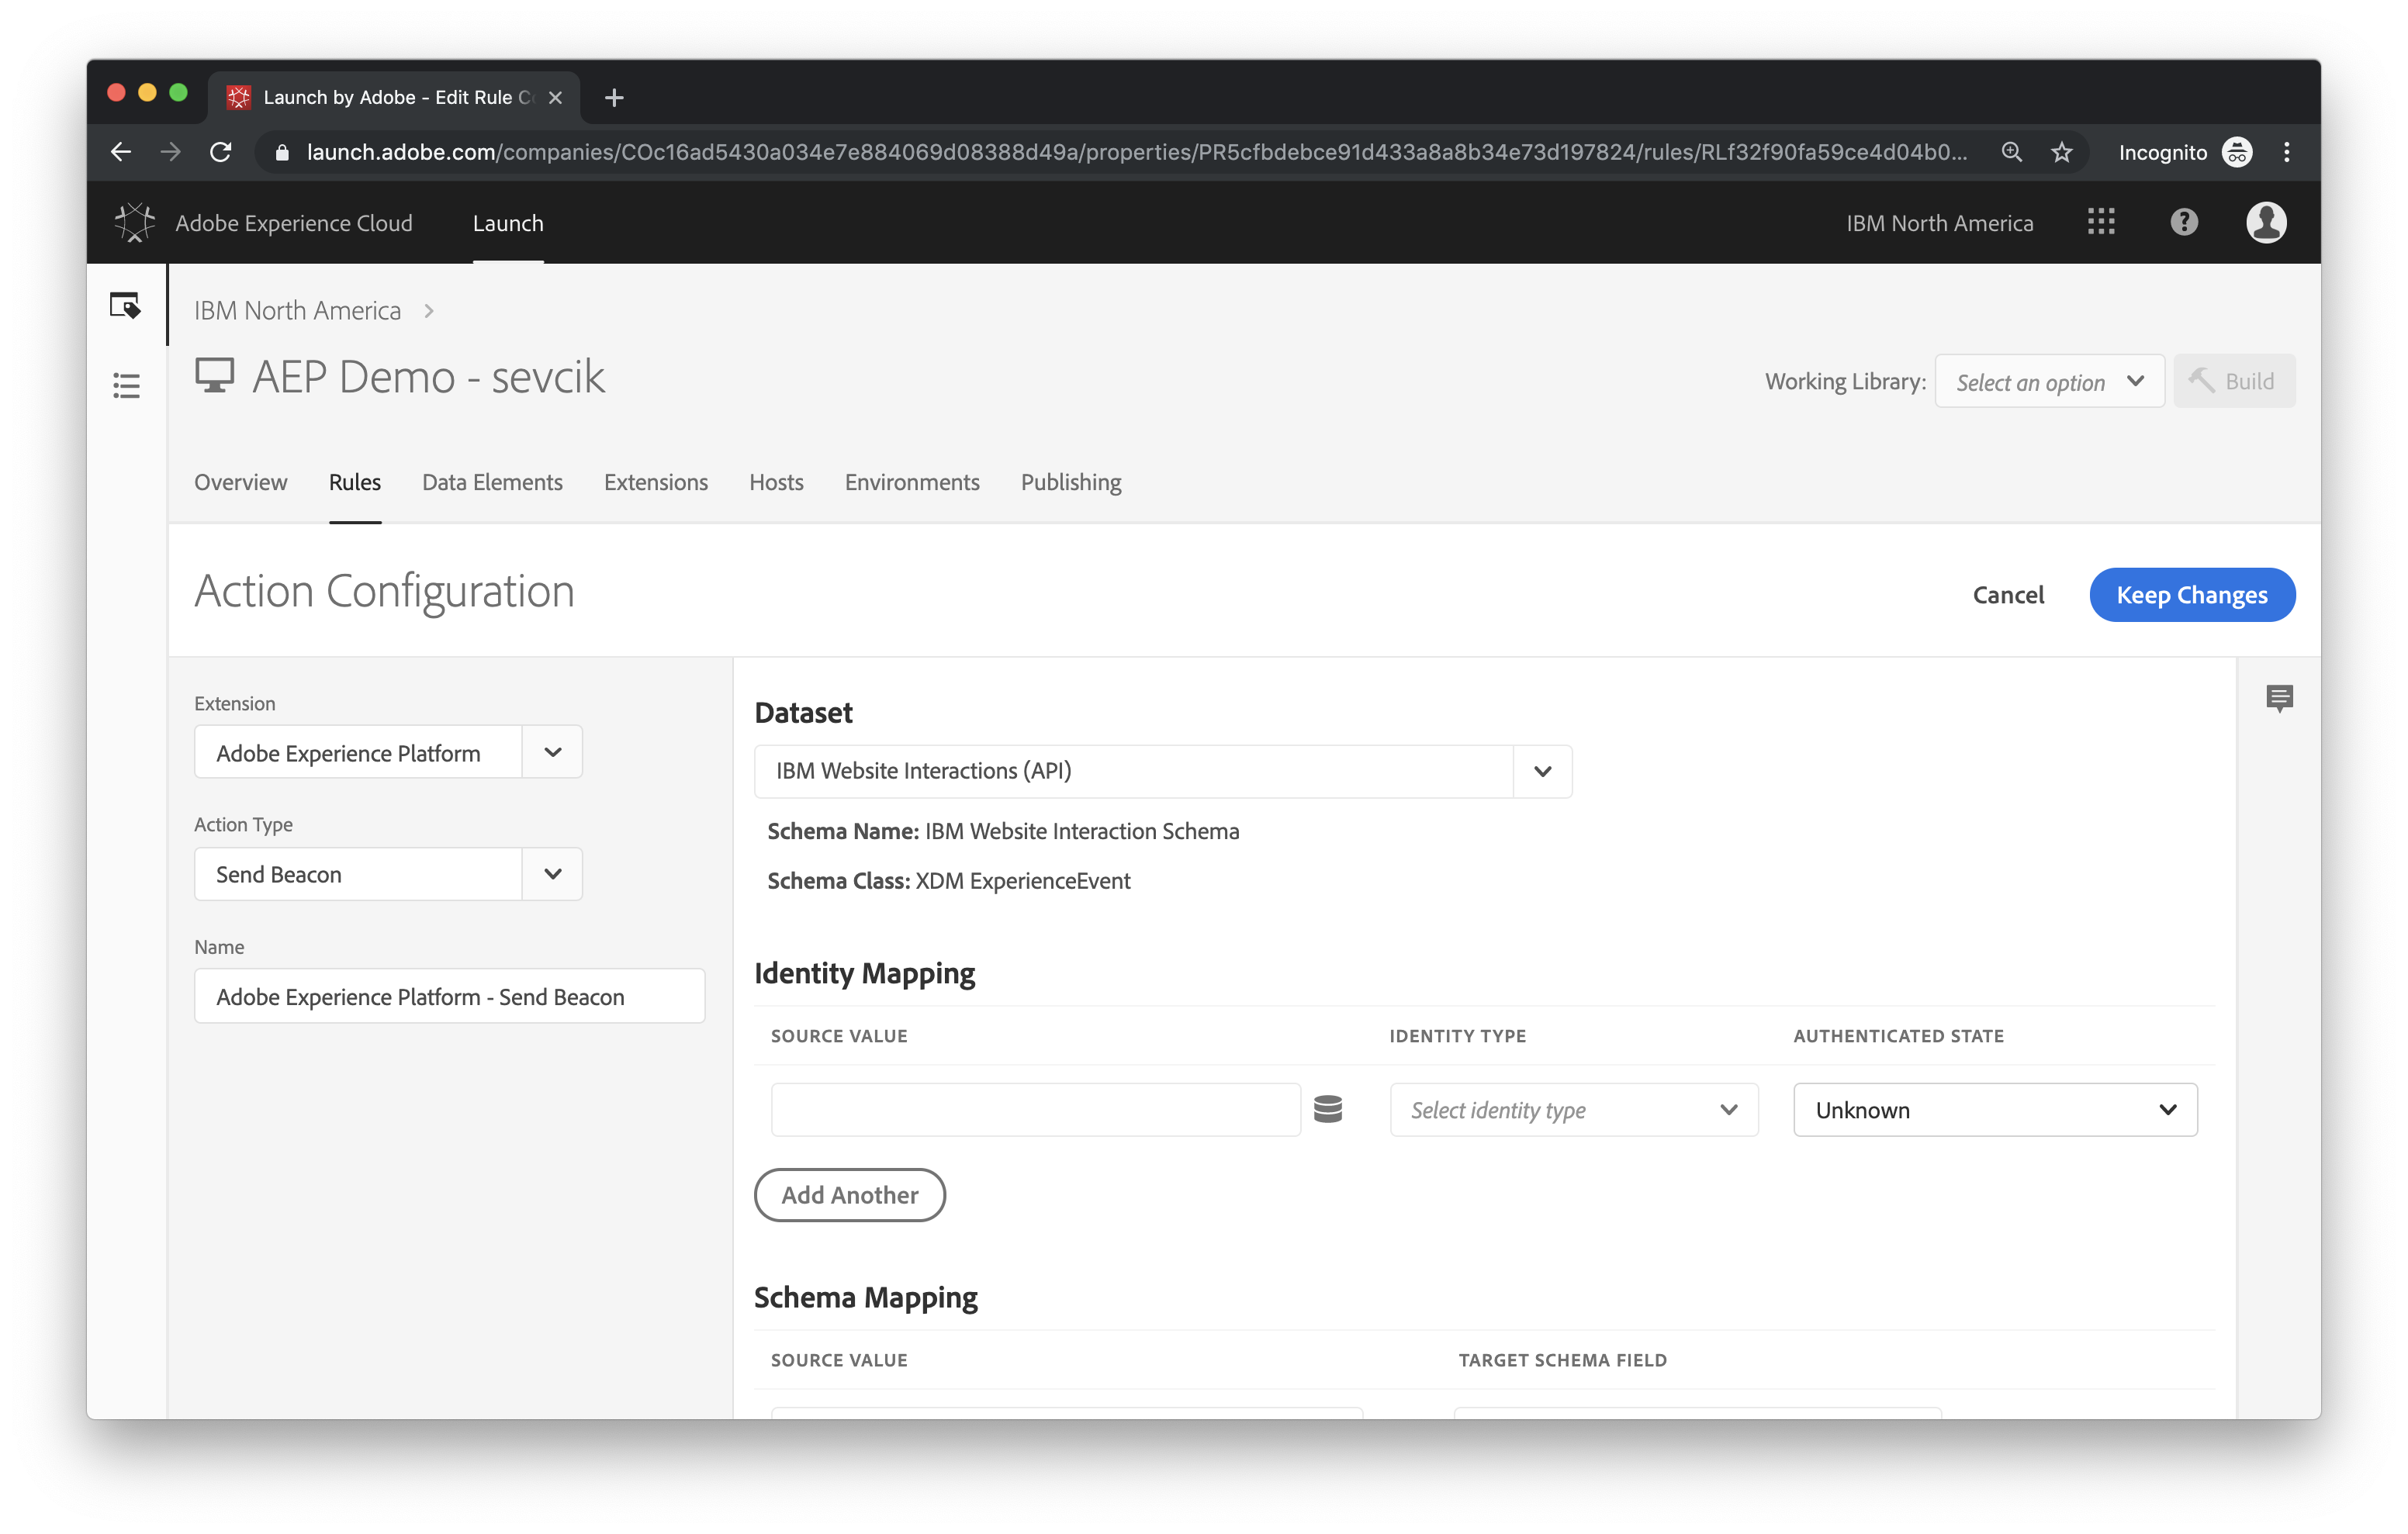 Launch by Adobe - Edit Rule C
launch.adobe.com/companies/COc16ad5430a034e7e884069d08388d49a/properties/PR5cfbdebce91d433a8a8b34e73d197824/rules/RLf32f90fa59ce4d04b0...
Incognito
Adobe Experience Cloud
Launch
IBM North America
IBM North America
AEP Demo - sevcik
Working Library:
Select an option
Build
Overview
Rules
Data Elements
Extensions
Hosts
Environments
Publishing
Action Configuration
Cancel
Keep Changes
Extension
Adobe Experience Platform
Action Type
Send Beacon
Name
Adobe Experience Platform - Send Beacon
Dataset
IBM Website Interactions (API)
Schema Name: IBM Website Interaction Schema
Schema Class: XDM ExperienceEvent
Identity Mapping
SOURCE VALUE
IDENTITY TYPE
AUTHENTICATED STATE
Select identity type
Unknown
Add Another
Schema Mapping
SOURCE VALUE
TARGET SCHEMA FIELD